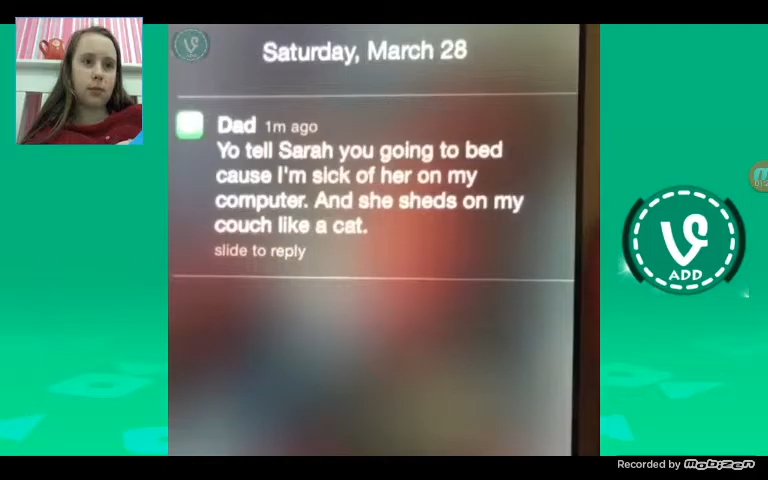 ADD
Saturday, March 28
Dad 1m ago
Yo tell Sarah you going to bed
cause I'm sick of her on my
computer. And she sheds on my
couch like a cat.
slide to reply
ADD
Recorded by mobizen